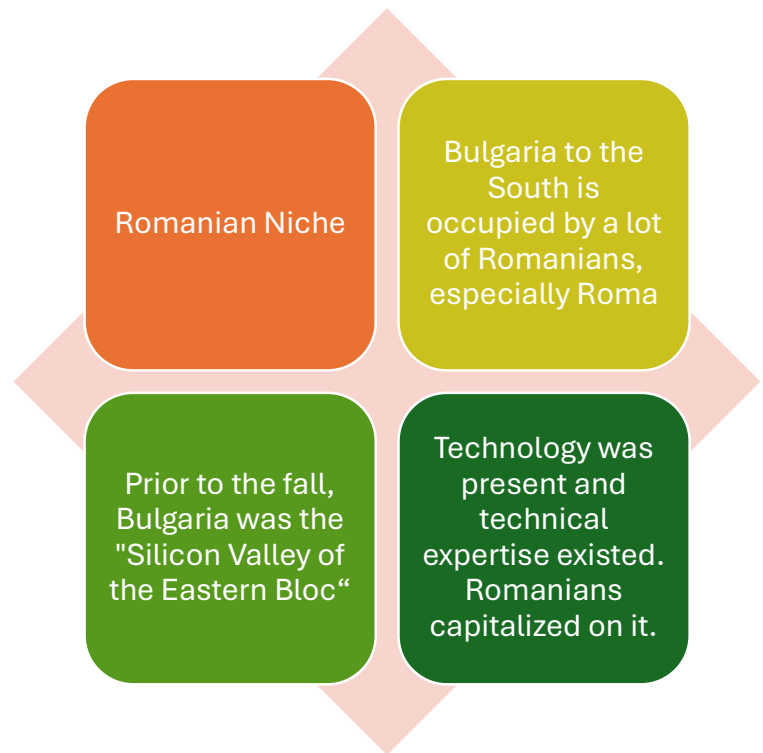 Romanian Niche
Bulgaria to the
South is
occupied by a lot
of Romanians,
especially Roma
Prior to the fall,
Bulgaria was the
"Silicon Valley of
the Eastern Bloc“
Technology was
present and
technical
expertise existed.
Romanians
capitalized on it.